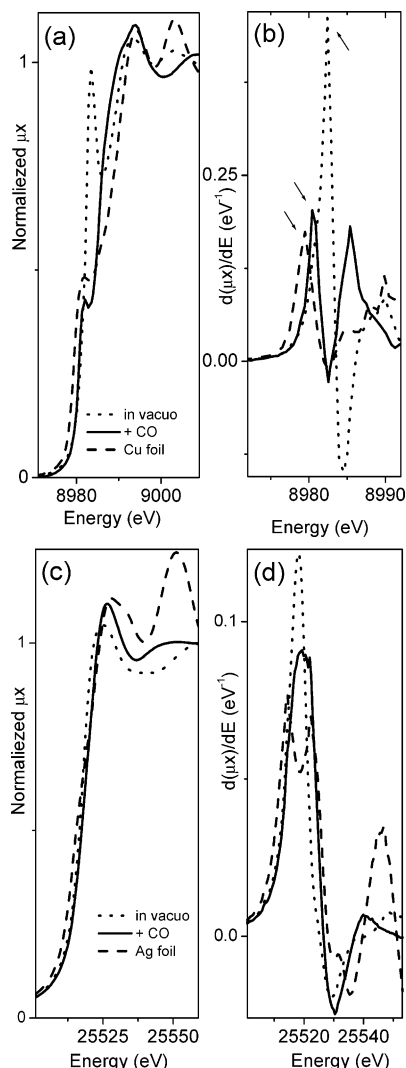 (a)
Normaliezed µx
1
0
in vacuo
+ CO
Cu foil
8980
9000
Energy (eV)
(b)
d(µx)/dE (eV⁻¹)
0.25
0.00
8980
8990
Energy (eV)
(c)
Normaliezed µx
1
0
in vacuo
+ CO
Ag foil
25525
25550
Energy (eV)
(d)
d(µx)/dE (eV⁻¹)
0.1
0.0
25520
25540
Energy (eV)